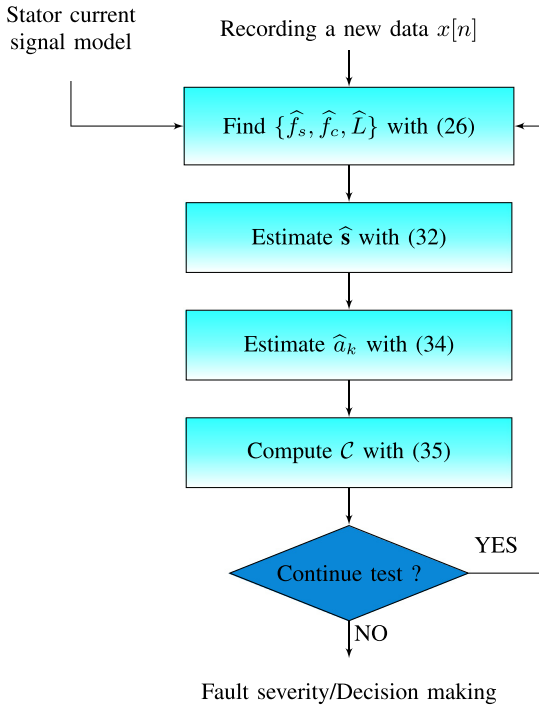 Stator current
signal model
Recording a new data x[n]
Find {f̂_s, f̂_c, L̂} with (26)
Estimate ŝ with (32)
Estimate â_k with (34)
Compute 𝒞 with (35)
Continue test ?
YES
NO
Fault severity/Decision making